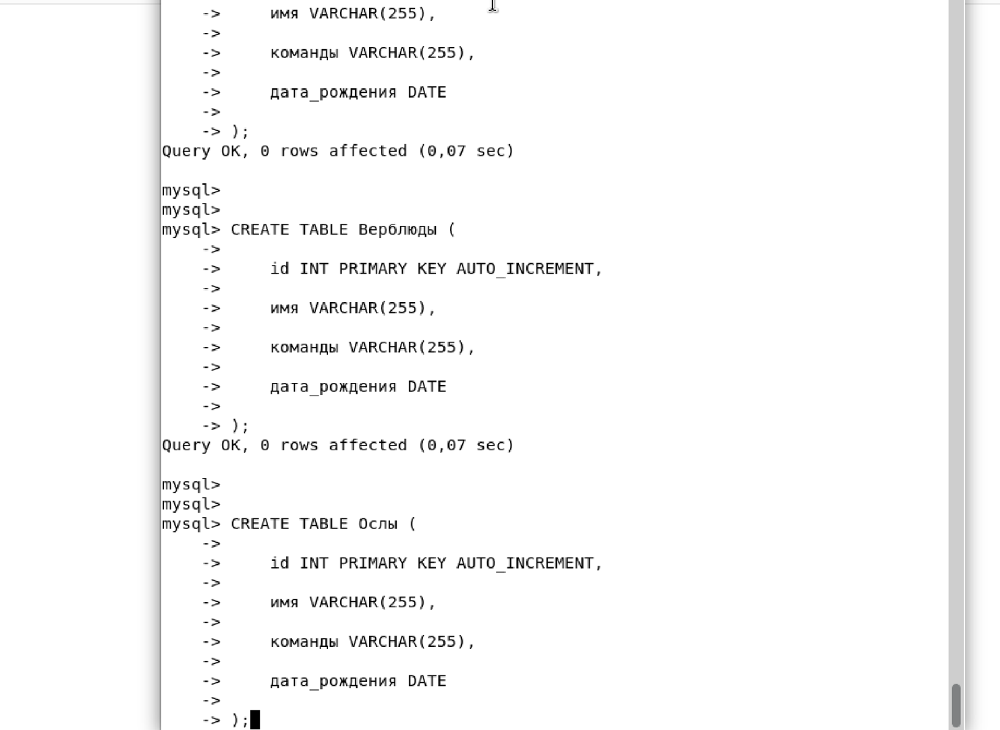 ->     имя VARCHAR(255),
->
->     команды VARCHAR(255),
->
->     дата_рождения DATE
->
-> );
Query OK, 0 rows affected (0,07 sec)
mysql>
mysql>
mysql> CREATE TABLE Верблюды (
->
->     id INT PRIMARY KEY AUTO_INCREMENT,
->
->     имя VARCHAR(255),
->
->     команды VARCHAR(255),
->
->     дата_рождения DATE
->
-> );
Query OK, 0 rows affected (0,07 sec)
mysql>
mysql>
mysql> CREATE TABLE Ослы (
->
->     id INT PRIMARY KEY AUTO_INCREMENT,
->
->     имя VARCHAR(255),
->
->     команды VARCHAR(255),
->
->     дата_рождения DATE
->
-> );